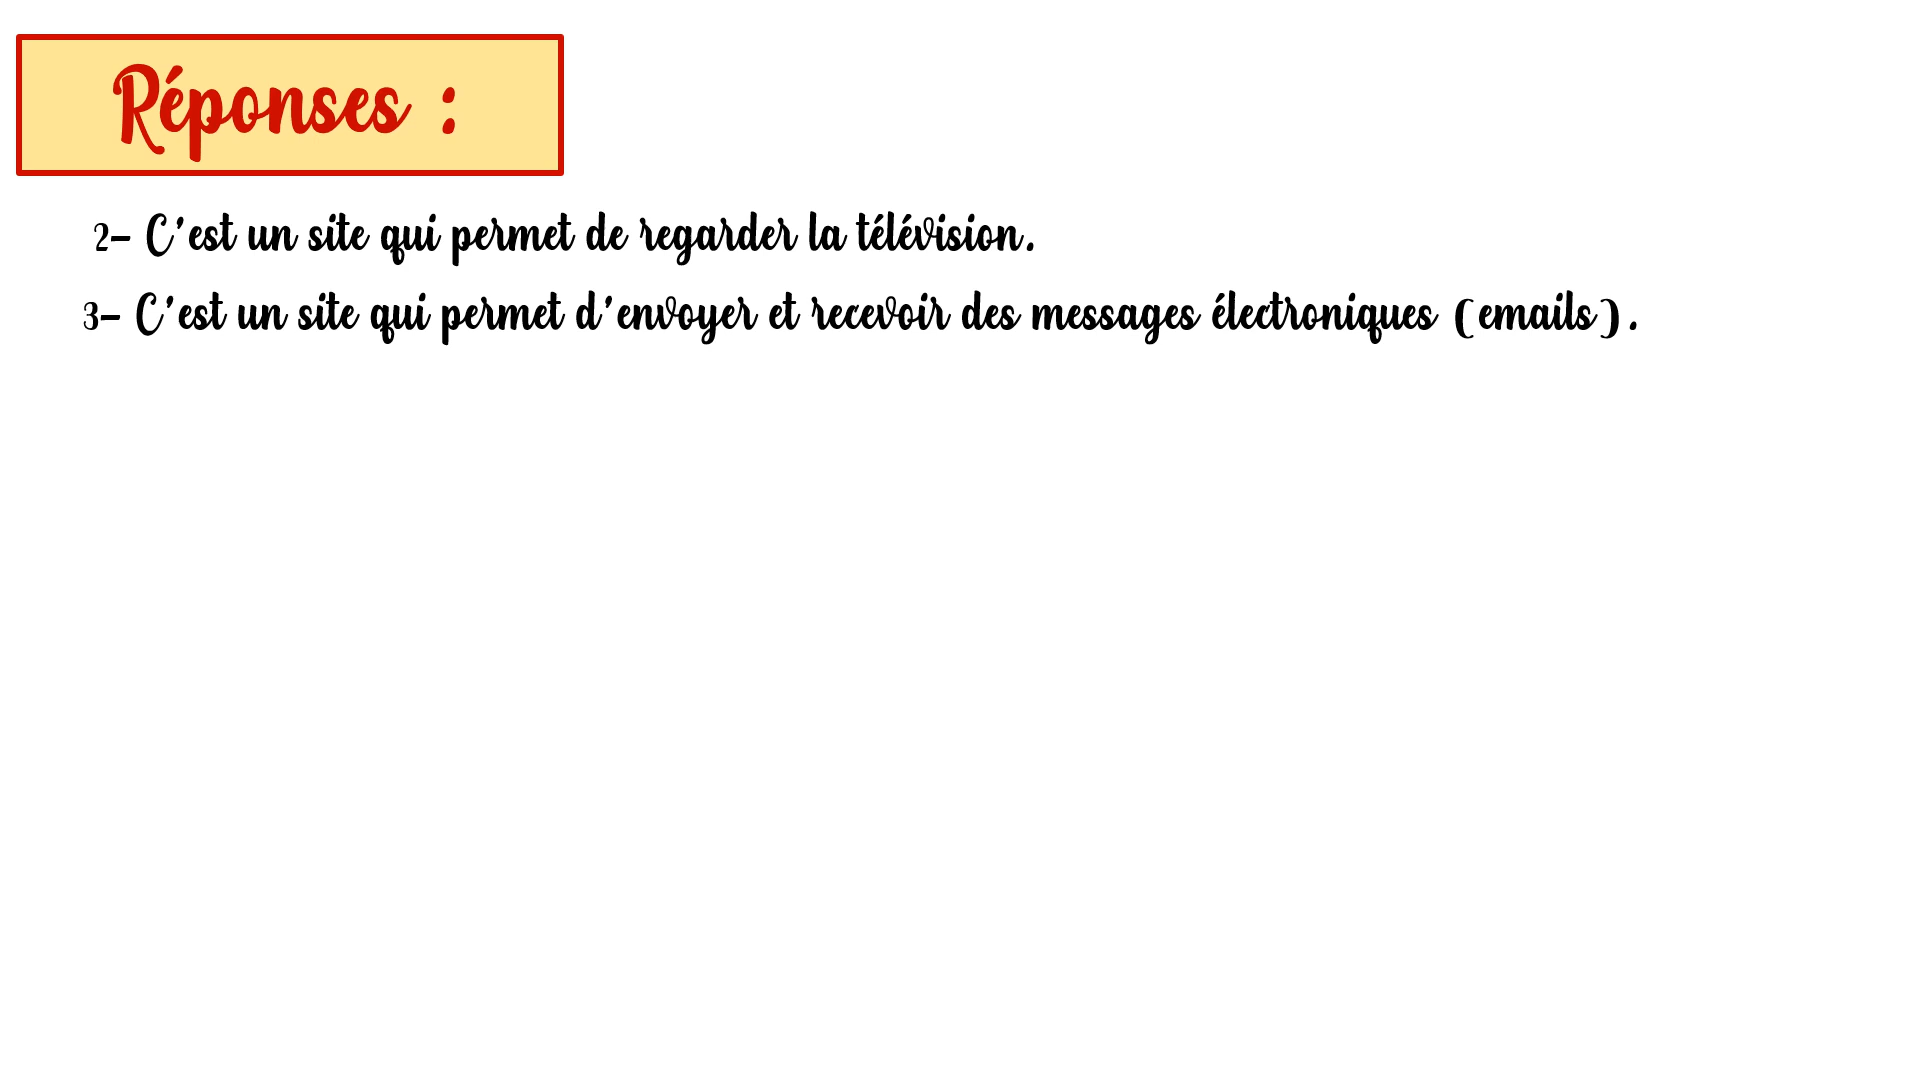 Réponses :
2- C'est un site qui permet de regarder la télévision.
3- C'est un site qui permet d'envoyer et recevoir des messages électroniques (emails).